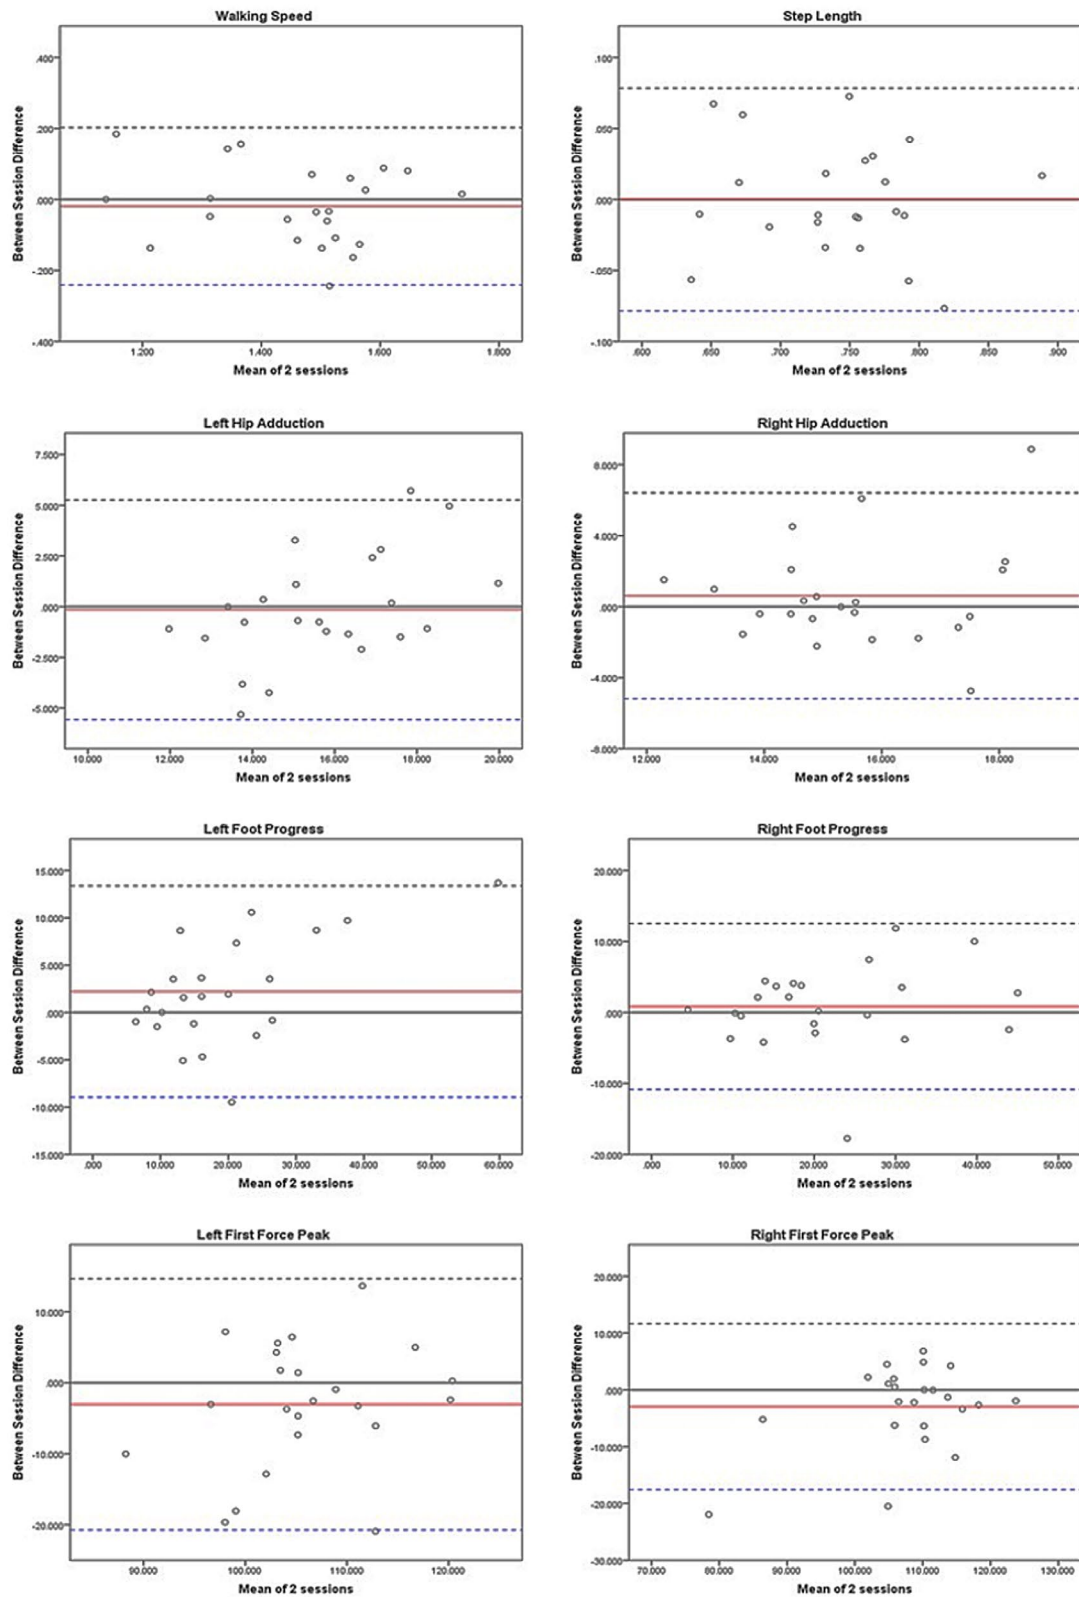 Walking Speed
Between Session Difference
.400
.200
.000
-.200
-.400
1.200 1.400 1.600 1.800
Mean of 2 sessions
Step Length
Between Session Difference
.100
.050
.000
-.050
-.100
.600 .650 .700 .750 .800 .850 .900
Mean of 2 sessions
Left Hip Adduction
Between Session Difference
7.500
5.000
2.500
.000
-2.500
-5.000
10.000 12.000 14.000 16.000 18.000 20.000
Mean of 2 sessions
Right Hip Adduction
Between Session Difference
8.000
4.000
.000
-4.000
-8.000
12.000 14.000 16.000 18.000
Mean of 2 sessions
Left Foot Progress
Between Session Difference
15.000
10.000
5.000
.000
-5.000
-10.000
-15.000
.000 10.000 20.000 30.000 40.000 50.000 60.000
Mean of 2 sessions
Right Foot Progress
Between Session Difference
20.000
10.000
.000
-10.000
-20.000
.000 10.000 20.000 30.000 40.000 50.000
Mean of 2 sessions
Left First Force Peak
Between Session Difference
10.000
.000
-10.000
-20.000
90.000 100.000 110.000 120.000
Mean of 2 sessions
Right First Force Peak
Between Session Difference
20.000
10.000
.000
-10.000
-20.000
-30.000
70.000 80.000 90.000 100.000 110.000 120.000 130.000
Mean of 2 sessions